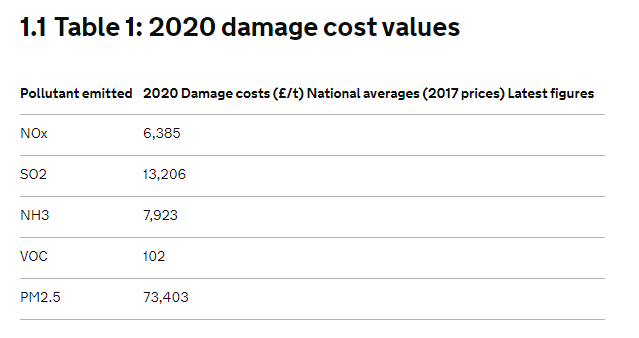 1.1 Table 1: 2020 damage cost values
Pollutant emitted 2020 Damage costs (£/t) National averages (2017 prices) Latest figures
NOx 6,385
SO2 13,206
NH3 7,923
VOC 102
PM2.5 73,403